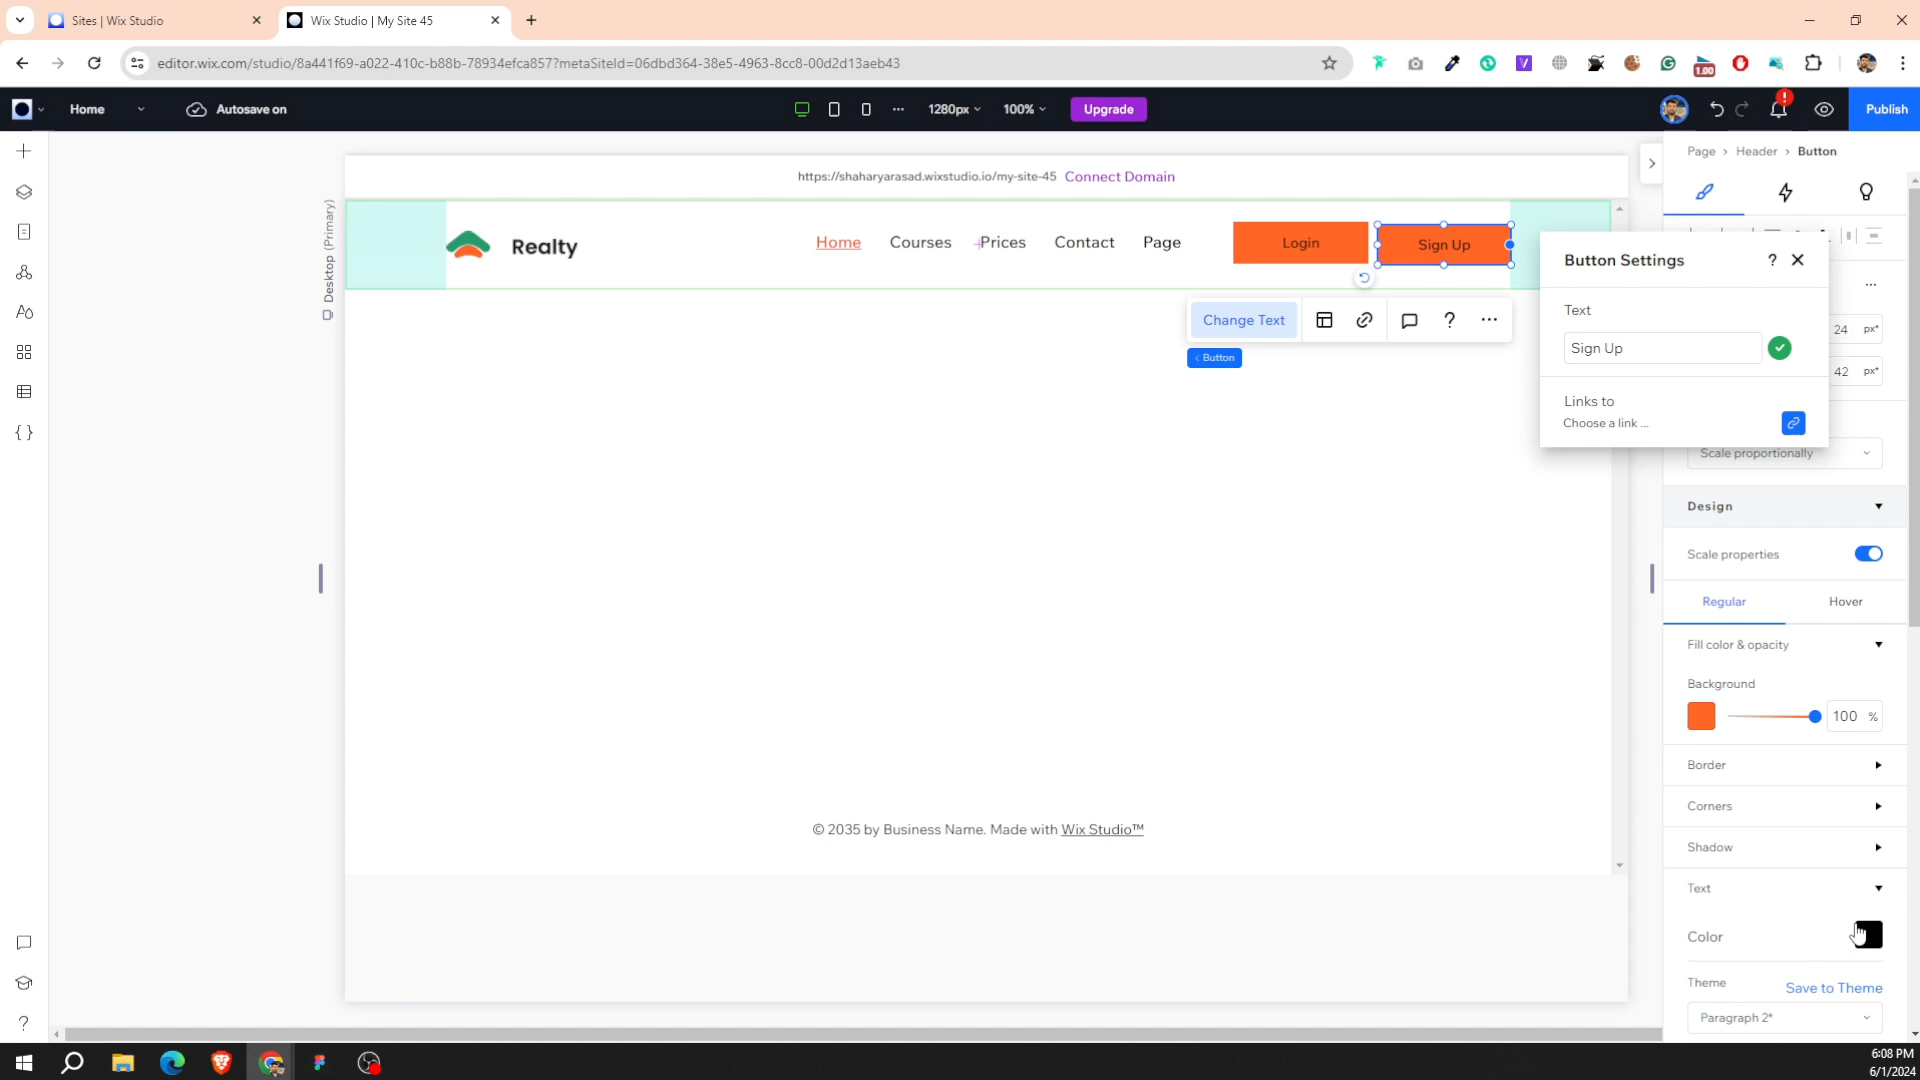 Sites | Wix Studio
Wix Studio | My Site 45
editor.wix.com/studio/8a441f69-a022-410c-b88b-78934efca857?metaSiteId=06dbd364-38e5-4963-8cc8-00d2d13aeb43
1.00
Home
Autosave on
1280px
100%
Upgrade
Publish
Page > Header > Button
https://shaharyarasad.wixstudio.io/my-site-45 Connect Domain
Desktop (Primary)
Realty
Home
Courses
Prices
Contact
Page
Login
Sign Up
Change Text
< Button
Button Settings
Text
Sign Up
Links to
Choose a link ...
24 px*
42 px*
Scale proportionally
Design
Scale properties
Regular
Hover
Fill color & opacity
Background
100 %
Border
Corners
Shadow
Text
Color
Theme
Save to Theme
Paragraph 2*
© 2035 by Business Name. Made with Wix Studio™
6:08 PM
6/1/2024